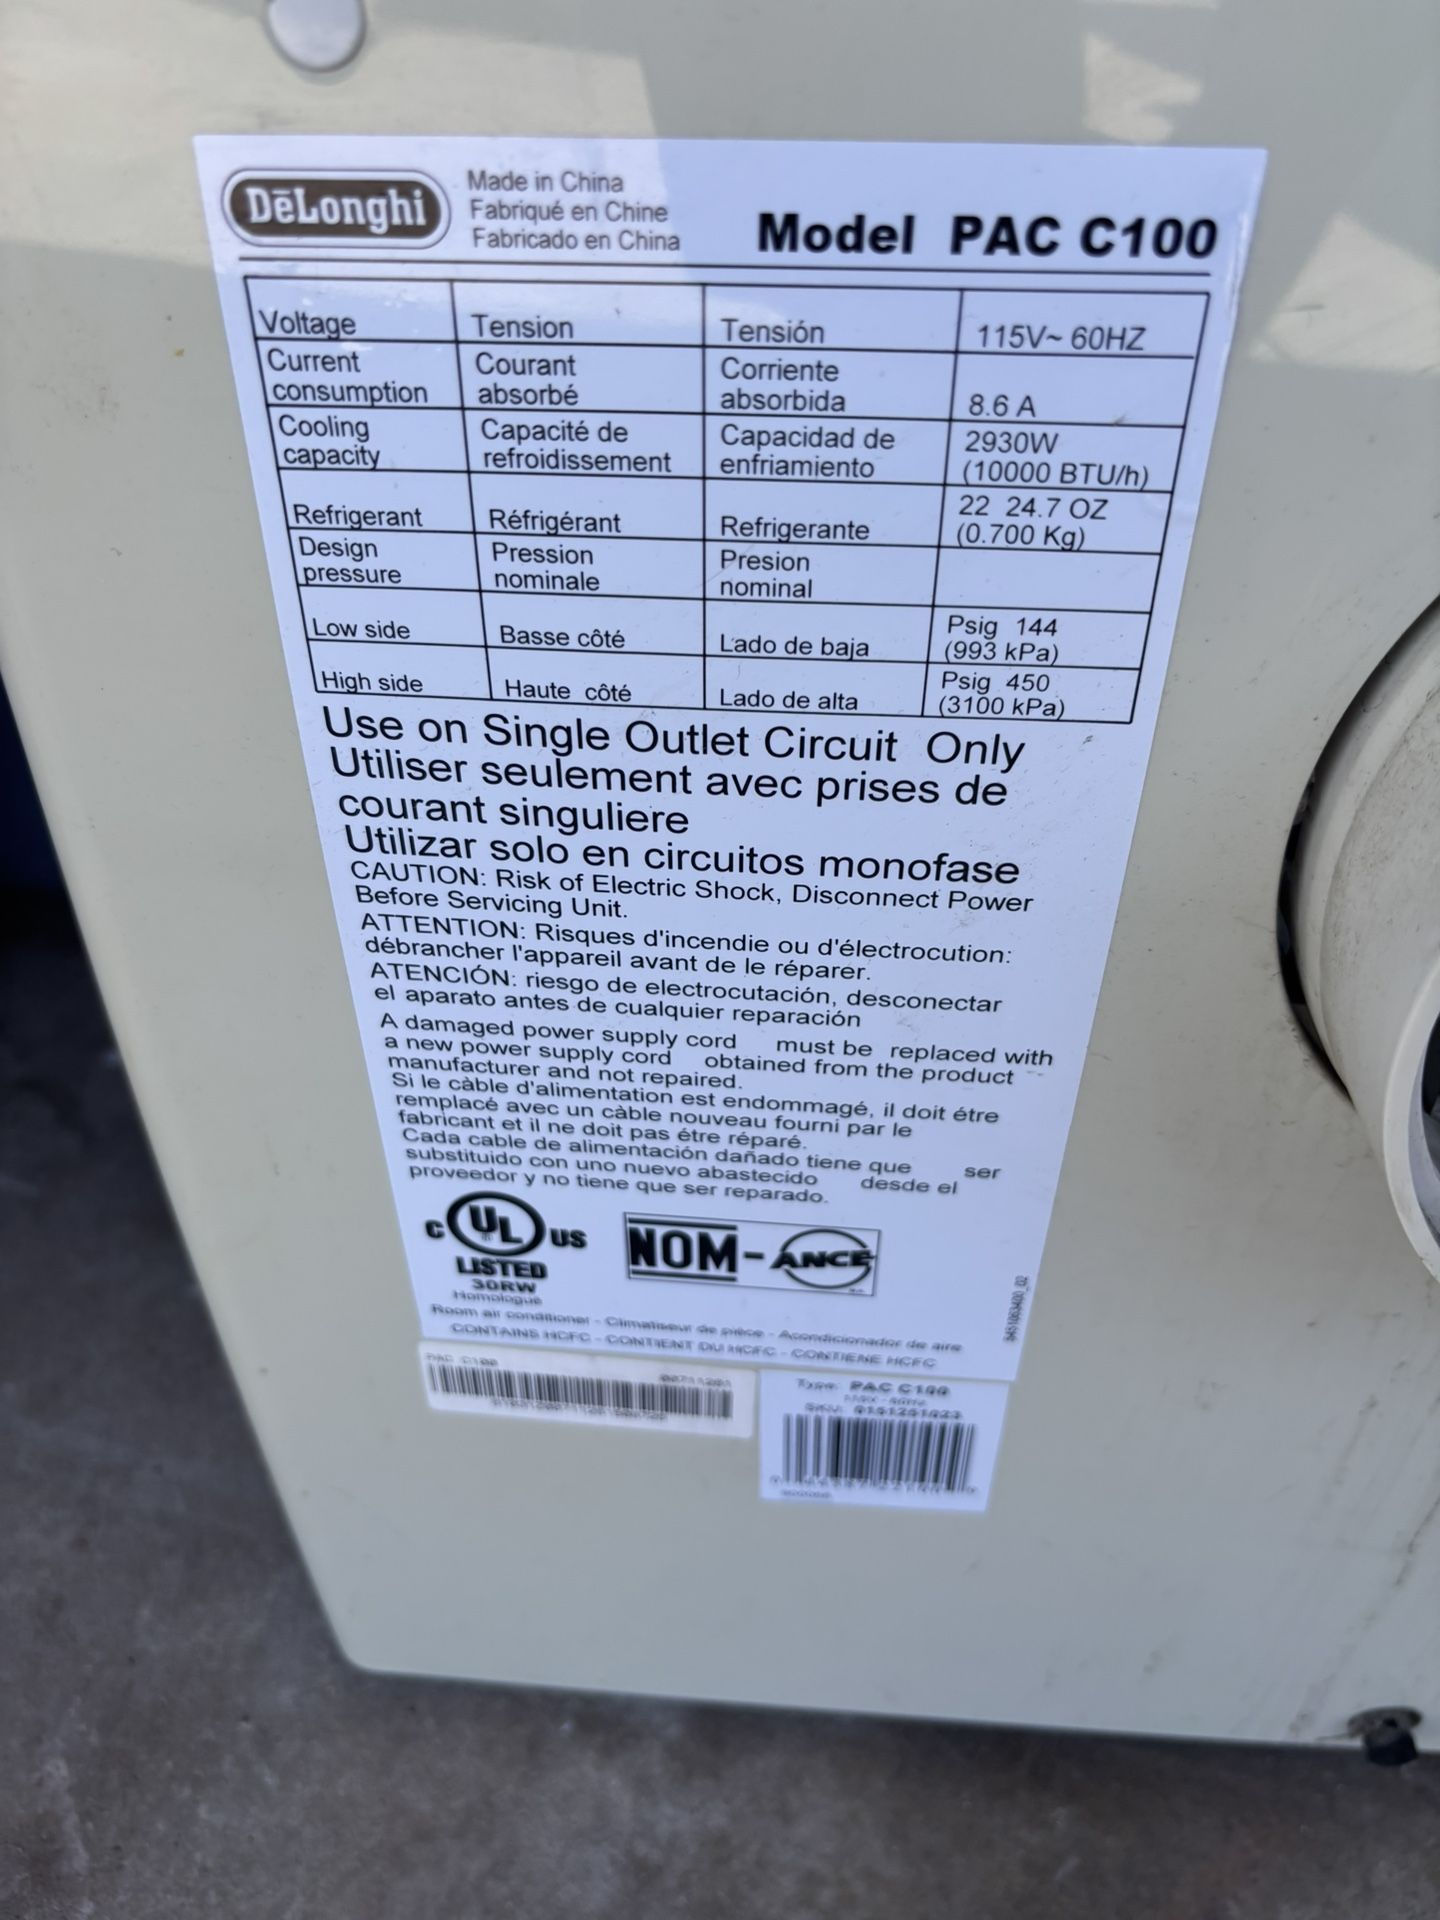 DēLonghi
Made in China
Fabriqué en Chine
Fabricado en China
Model PAC C100
Voltage Tension Tensión 115V~ 60HZ
Current consumption Courant absorbé Corriente absorbida 8.6 A
Cooling capacity Capacité de refroidissement Capacidad de enfriamiento 2930W (10000 BTU/h)
Refrigerant Réfrigérant Refrigerante 22 24.7 OZ (0.700 Kg)
Design pressure Pression nominale Presion nominal
Low side Basse côté Lado de baja Psig 144 (993 kPa)
High side Haute côté Lado de alta Psig 450 (3100 kPa)
Use on Single Outlet Circuit Only
Utiliser seulement avec prises de
courant singuliere
Utilizar solo en circuitos monofase
CAUTION: Risk of Electric Shock, Disconnect Power
Before Servicing Unit.
ATTENTION: Risques d'incendie ou d'électrocution:
débrancher l'appareil avant de le réparer.
ATENCIÓN: riesgo de electrocutación, desconectar
el aparato antes de cualquier reparación
A damaged power supply cord must be replaced with
a new power supply cord obtained from the product
manufacturer and not repaired.
Si le càble d'alimentation est endommagé, il doit étre
remplacé avec un càble nouveau fourni par le
fabricant et il ne doit pas étre réparé.
Cada cable de alimentación dañado tiene que ser
substituido con uno nuevo abastecido desde el
proveedor y no tiene que ser reparado.
C UL US
LISTED
30RW
Homologué
NOM-ANCE
Room air conditioner - Climatiseur de pièce - Acondicionador de aire
CONTAINS HCFC - CONTIENT DU HCFC - CONTIENE HCFC
PAC C100
Type: PAC C100
115V~60Hz
SKU: 0151251023